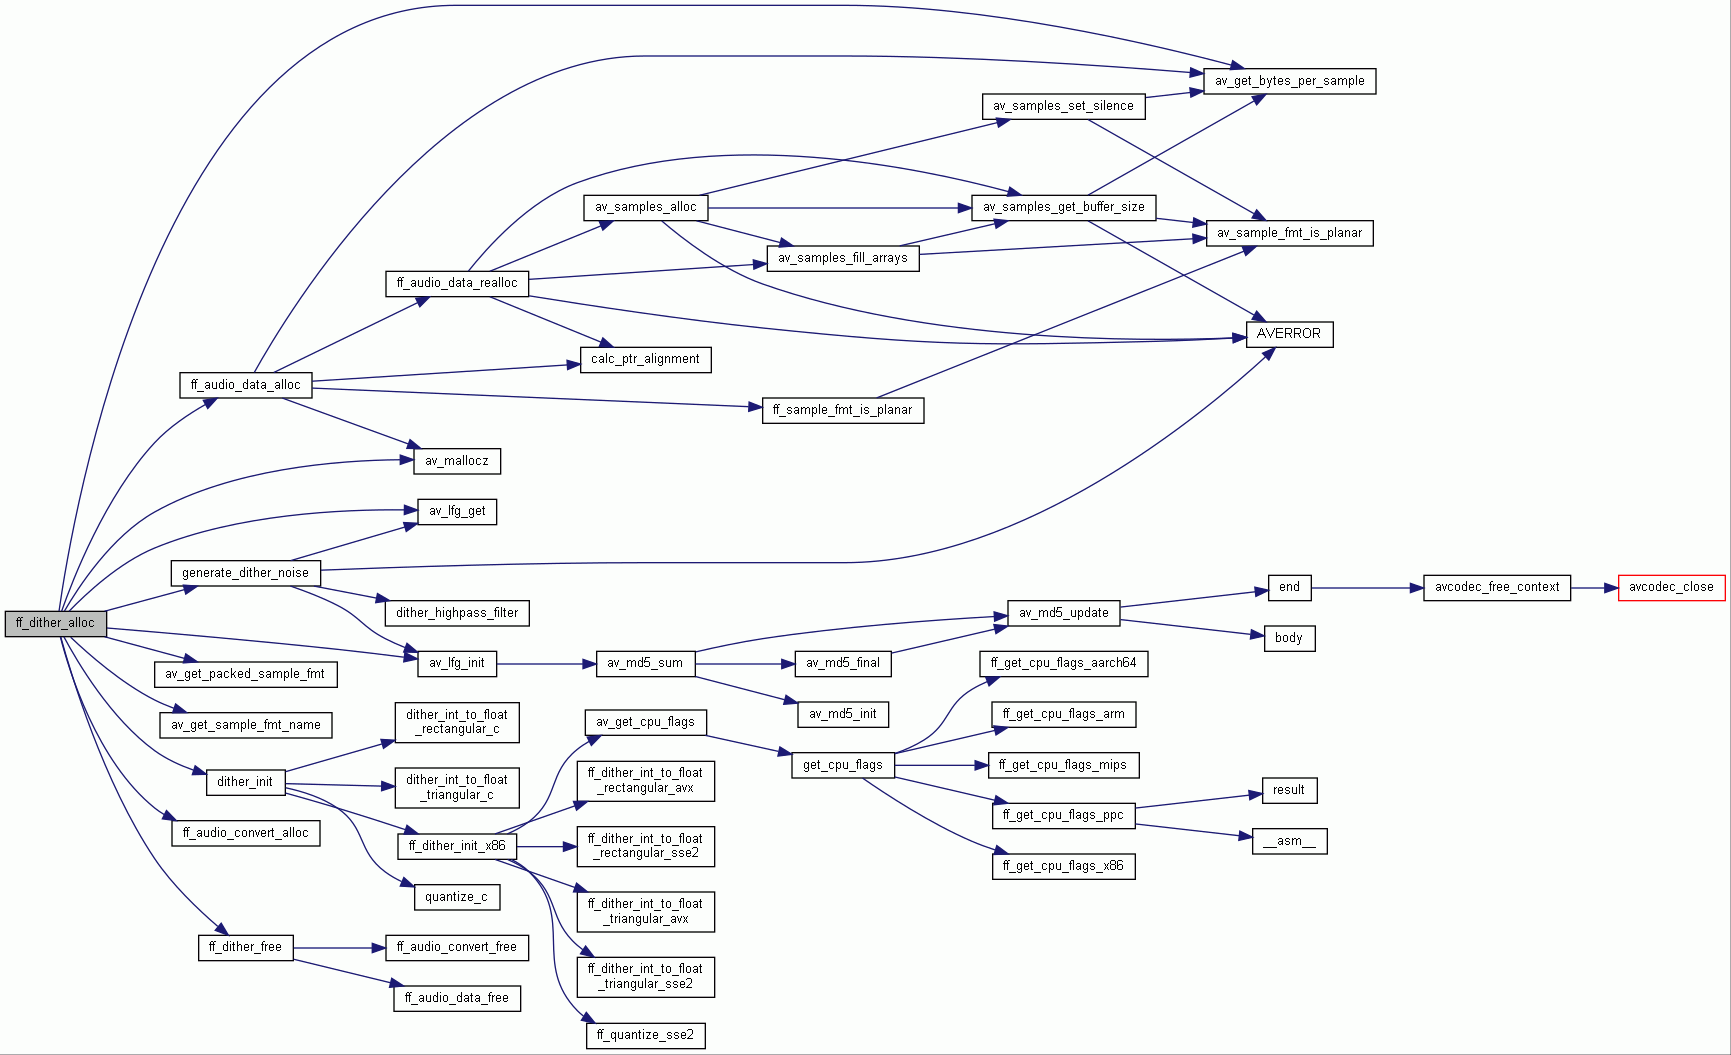 av_get_bytes_per_sample
av_samples_set_silence
av_samples_alloc
av_samples_get_buffer_size
av_sample_fmt_is_planar
av_samples_fill_arrays
ff_audio_data_realloc
AVERROR
calc_ptr_alignment
ff_audio_data_alloc
ff_sample_fmt_is_planar
av_mallocz
av_lfg_get
generate_dither_noise
end
avcodec_free_context
avcodec_close
dither_highpass_filter
av_md5_update
ff_dither_alloc
body
av_lfg_init
av_md5_sum
av_md5_final
ff_get_cpu_flags_aarch64
av_get_packed_sample_fmt
av_md5_init
ff_get_cpu_flags_arm
av_get_sample_fmt_name
dither_int_to_float
_rectangular_c
av_get_cpu_flags
get_cpu_flags
ff_get_cpu_flags_mips
dither_init
dither_int_to_float
_triangular_c
ff_dither_int_to_float
_rectangular_avx
result
ff_get_cpu_flags_ppc
ff_audio_convert_alloc
ff_dither_init_x86
ff_dither_int_to_float
_rectangular_sse2
__asm__
ff_get_cpu_flags_x86
quantize_c
ff_dither_int_to_float
_triangular_avx
ff_dither_free
ff_audio_convert_free
ff_dither_int_to_float
_triangular_sse2
ff_audio_data_free
ff_quantize_sse2